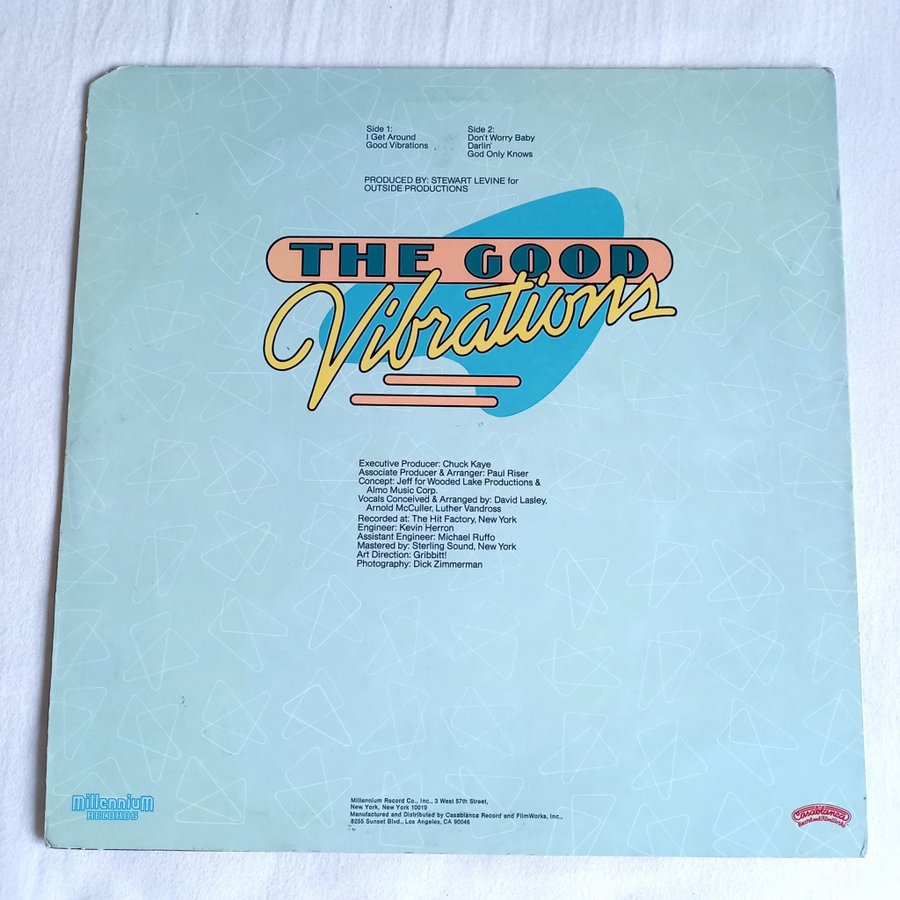 Side 1:
I Get Around
Good Vibrations
Side 2:
Don't Worry Baby
Darlin'
God Only Knows
PRODUCED BY: STEWART LEVINE for
OUTSIDE PRODUCTIONS
THE GOOD
Vibrations
Executive Producer: Chuck Kaye
Associate Producer & Arranger: Paul Riser
Concept: Jeff for Wooded Lake Productions &
Almo Music Corp.
Vocals Conceived & Arranged by: David Lasley,
Arnold McCuller, Luther Vandross
Recorded at: The Hit Factory, New York
Engineer: Kevin Herron
Assistant Engineer: Michael Ruffo
Mastered by: Sterling Sound, New York
Art Direction: Gribbitt!
Photography: Dick Zimmerman
millennium
RECORDS
Millennium Record Co., Inc., 3 West 57th Street,
New York, New York 10019
Manufactured and Distributed by Casablanca Record and FilmWorks, Inc.,
8255 Sunset Blvd., Los Angeles, CA 90046
Casablanca
Record and FilmWorks